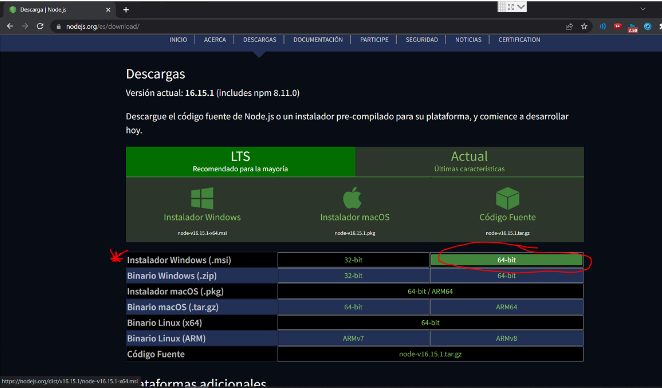 Descarga | Node.js
nodejs.org/es/download/
INICIO ACERCA DESCARGAS DOCUMENTACIÓN PARTICIPE SEGURIDAD NOTICIAS CERTIFICATION
Descargas
Versión actual: 16.15.1 (includes npm 8.11.0)
Descargue el código fuente de Node.js o un instalador pre-compilado para su plataforma, y comience a desarrollar
hoy.
LTS Actual
Recomendado para la mayoría Últimas características
Instalador Windows Instalador macOS Código Fuente
node-v16.15.1-x64.msi node-v16.15.1.pkg node-v16.15.1.tar.gz
Instalador Windows (.msi) 32-bit 64-bit
Binario Windows (.zip) 32-bit 64-bit
Instalador macOS (.pkg) 64-bit / ARM64
Binario macOS (.tar.gz) 64-bit ARM64
Binario Linux (x64) 64-bit
Binario Linux (ARM) ARMv7 ARMv8
Código Fuente node-v16.15.1.tar.gz
https://nodejs.org/dist/v16.15.1/node-v16.15.1-x64.msi
ataformas adicionales